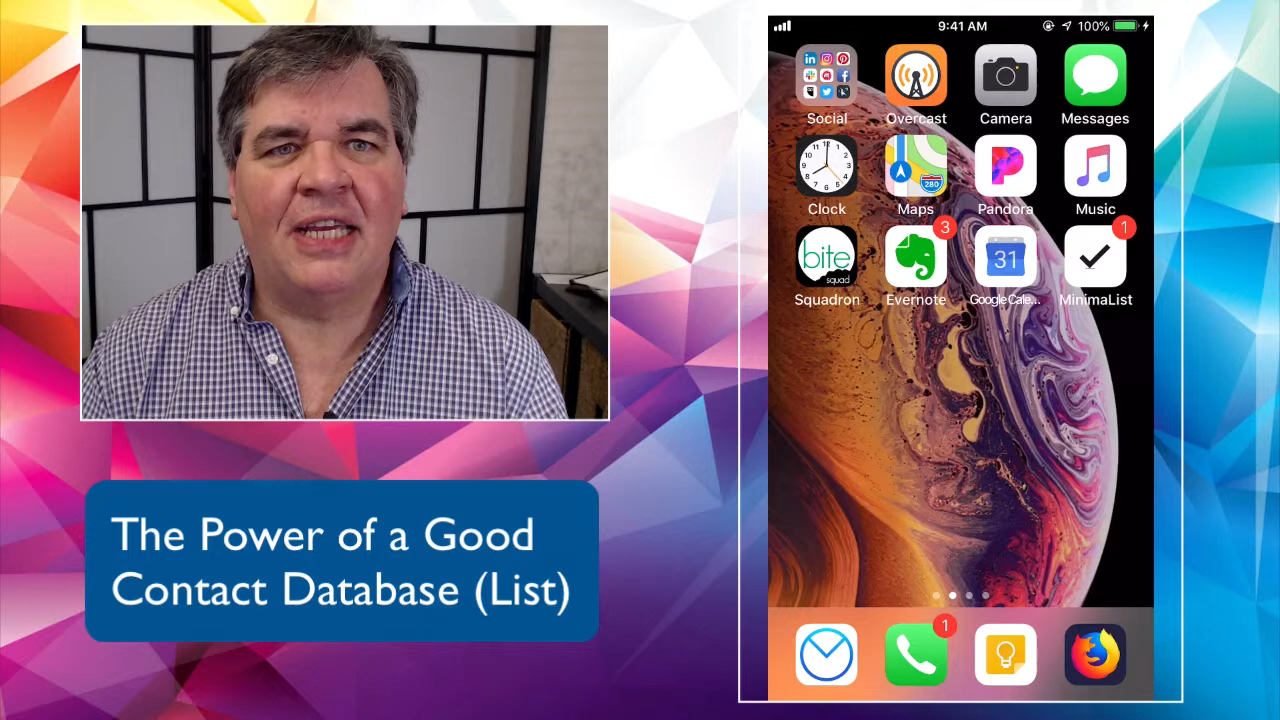 9:41 AM 100%
Social Overcast Camera Messages
Clock Maps Pandora Music
280
3 1
bite
squad
31
Squadron Evernote Google Cale... MinimaList
The Power of a Good
Contact Database (List)
1